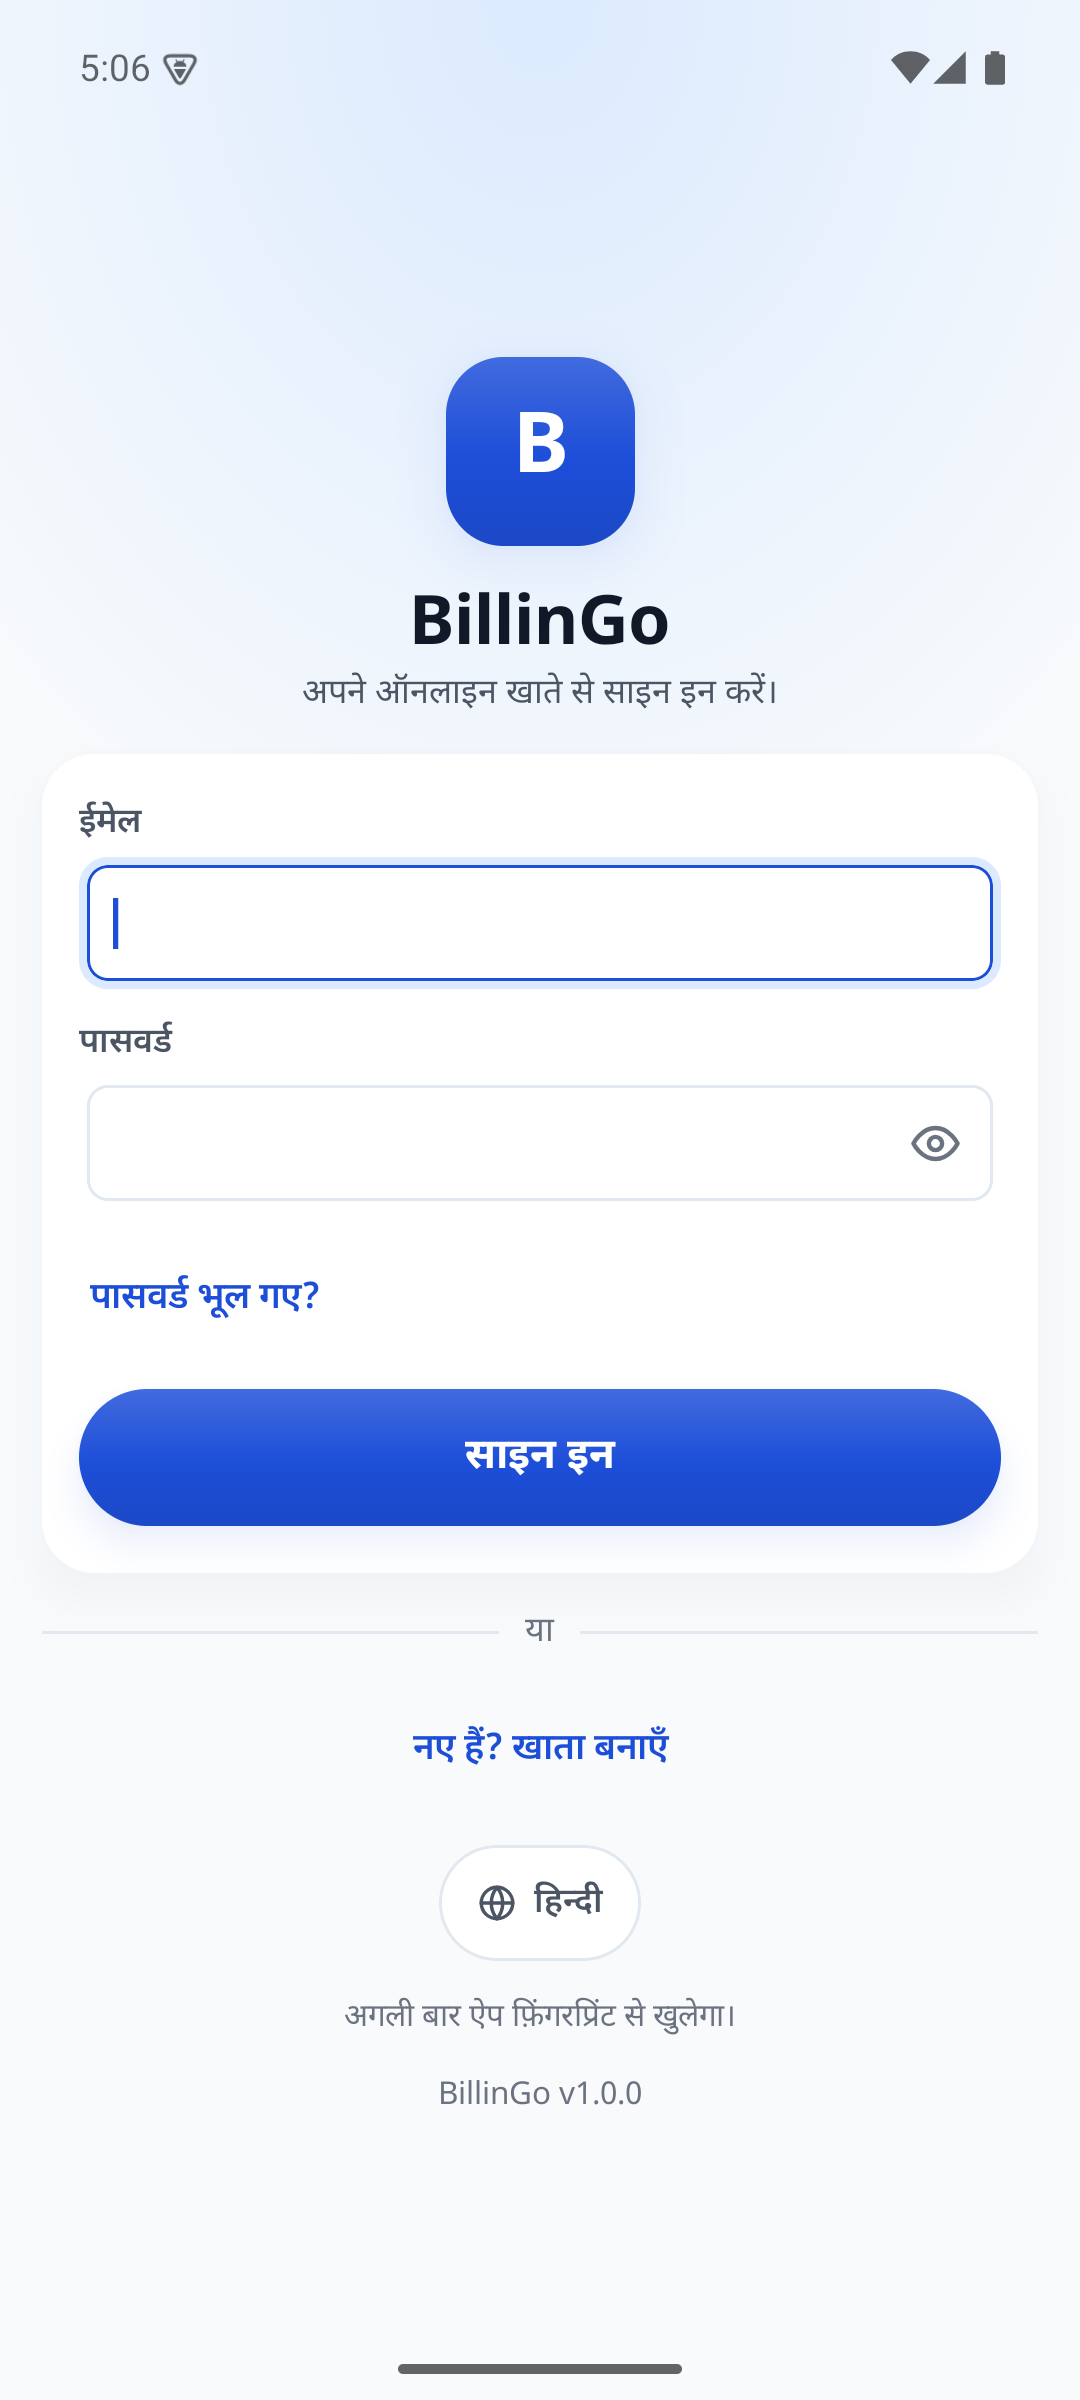 5:06
B
BillinGo
अपने ऑनलाइन खाते से साइन इन करें।
ईमेल
पासवर्ड
पासवर्ड भूल गए?
साइन इन
या
नए हैं? खाता बनाएँ
हिन्दी
अगली बार ऐप फ़िंगरप्रिंट से खुलेगा।
BillinGo v1.0.0